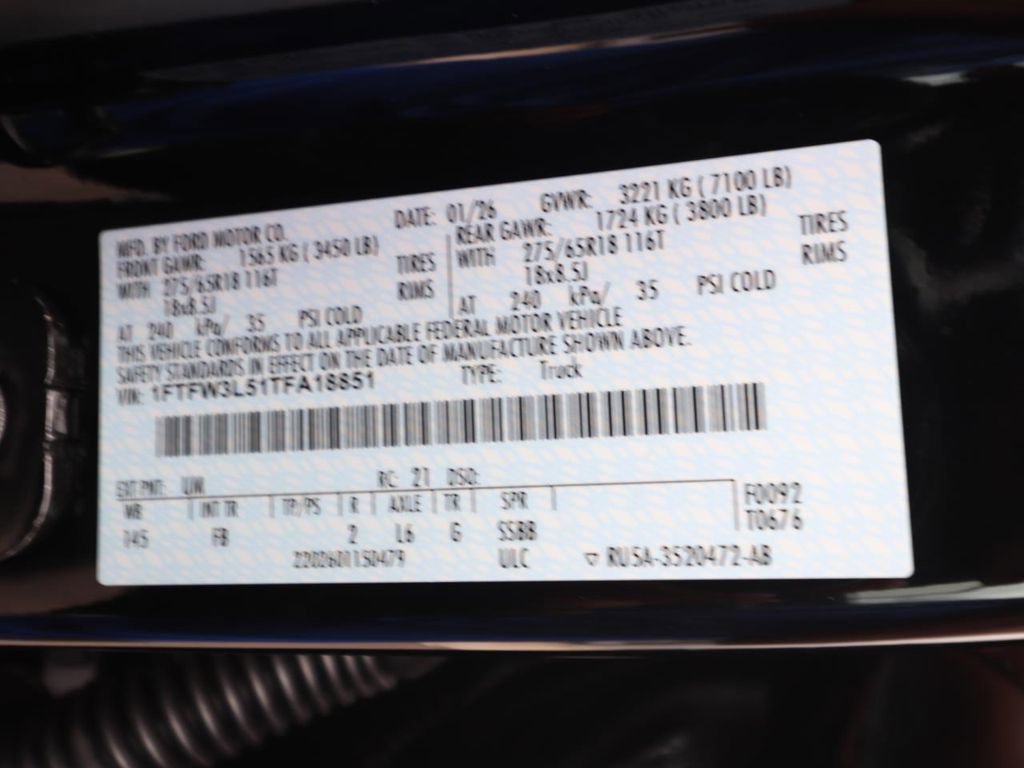 MFD. BY FORD MOTOR CO. DATE: 01/26 GVWR: 3221 KG ( 7100 LB)
FRONT GAWR: 1565 KG ( 3450 LB) REAR GAWR: 1724 KG ( 3800 LB)
WITH 275/65R18 116T TIRES WITH 275/65R18 116T TIRES
18x8.5J RIMS 18x8.5J RIMS
AT 240 kPa/ 35 PSI COLD AT 240 kPa/ 35 PSI COLD
THIS VEHICLE CONFORMS TO ALL APPLICABLE FEDERAL MOTOR VEHICLE
SAFETY STANDARDS IN EFFECT ON THE DATE OF MANUFACTURE SHOWN ABOVE.
VIN: 1FTFW3L51TFA18851 TYPE: Truck
EXT PNT: UM RC: 21 DSO:
WB INT TR TP/PS R AXLE TR SPR F0092
145 FB 2 L6 G SSBB T0676
2202601150479 ULC ▽ RU5A-3520472-AB